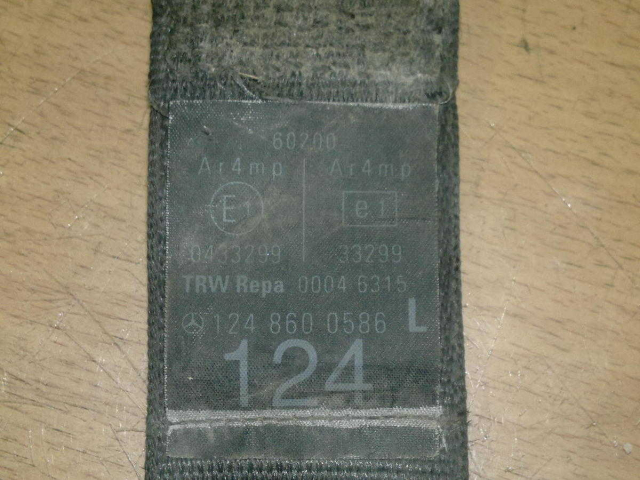 60200
Ar4mp Ar4mp
E1 e1
0433299 33299
TRW Repa 0004 6315
124 860 0586 L
124